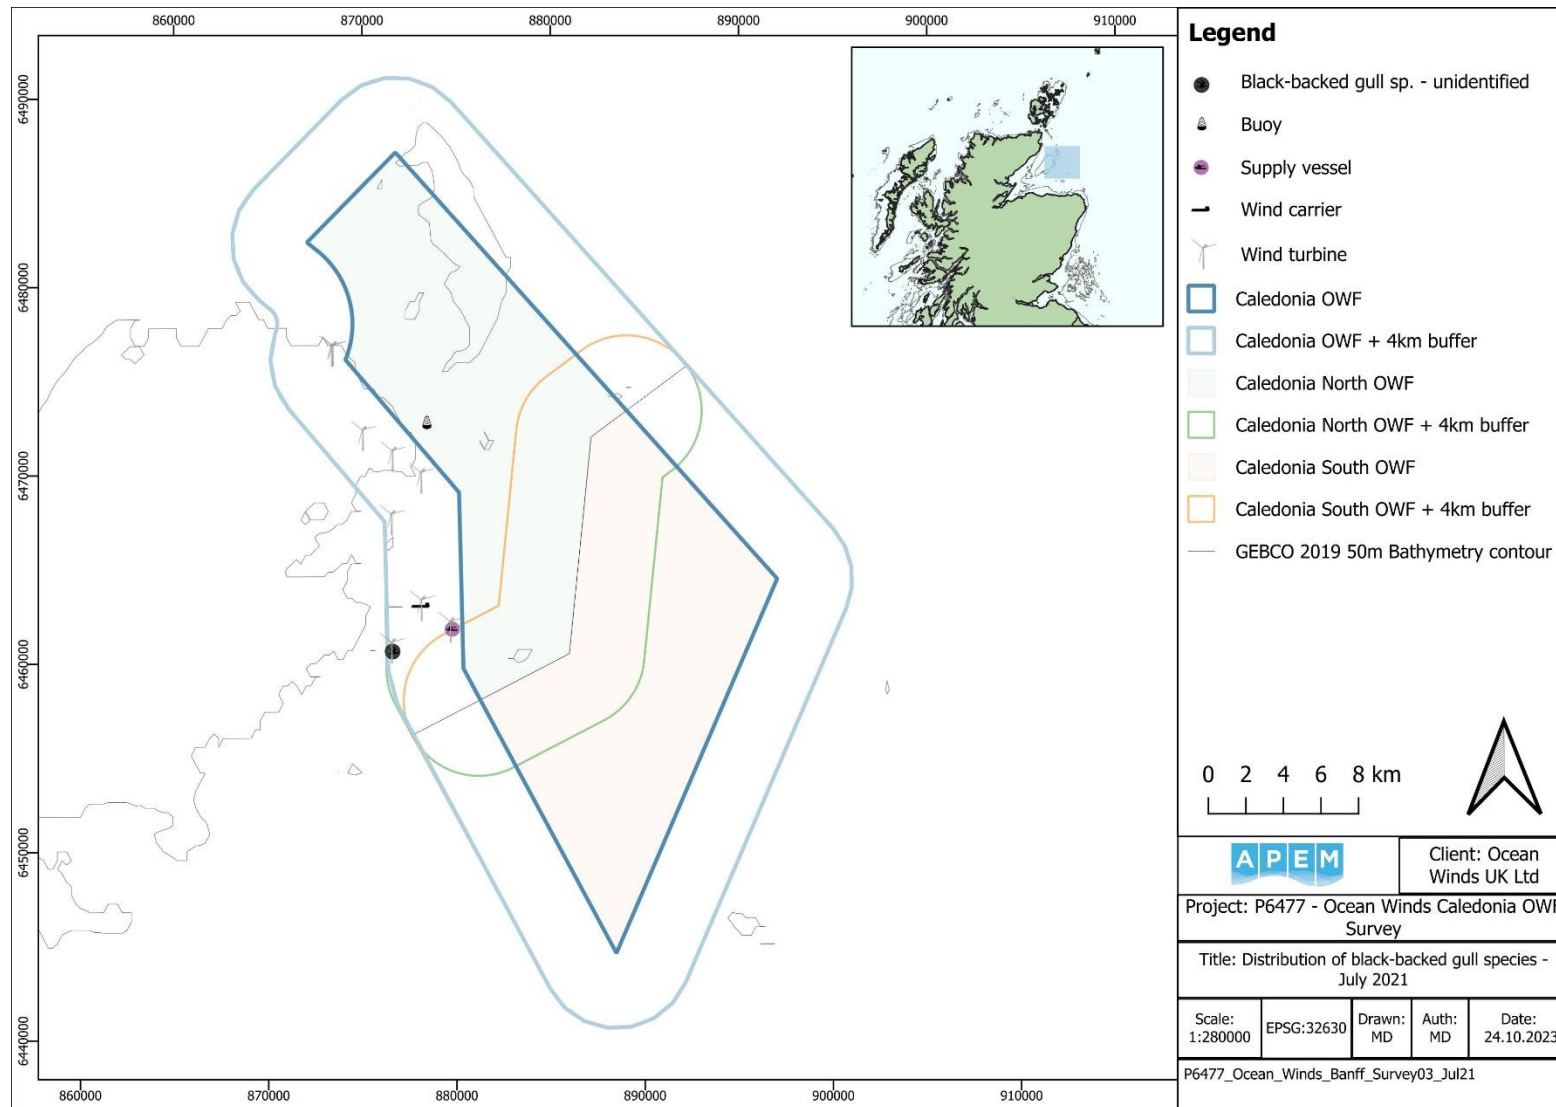 860000 870000 880000 890000 900000 910000
6490000
6480000
6470000
6460000
6450000
6440000
860000 870000 880000 890000 900000 910000
Legend
Black-backed gull sp. - unidentified
Buoy
Supply vessel
Wind carrier
Wind turbine
Caledonia OWF
Caledonia OWF + 4km buffer
Caledonia North OWF
Caledonia North OWF + 4km buffer
Caledonia South OWF
Caledonia South OWF + 4km buffer
GEBCO 2019 50m Bathymetry contour
0 2 4 6 8 km
APEM
Client: Ocean
Winds UK Ltd
Project: P6477 - Ocean Winds Caledonia OWF
Survey
Title: Distribution of black-backed gull species -
July 2021
Scale:
1:280000
EPSG:32630
Drawn:
MD
Auth:
MD
Date:
24.10.2023
P6477_Ocean_Winds_Banff_Survey03_Jul21